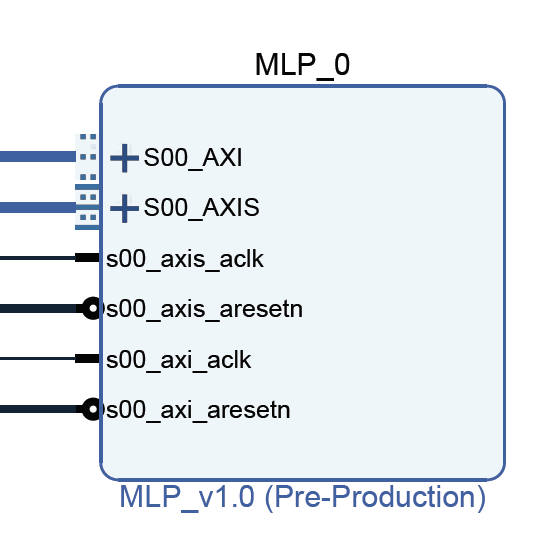 MLP_0
S00_AXI
S00_AXIS
s00_axis_aclk
s00_axis_aresetn
s00_axi_aclk
s00_axi_aresetn
MLP_v1.0 (Pre-Production)